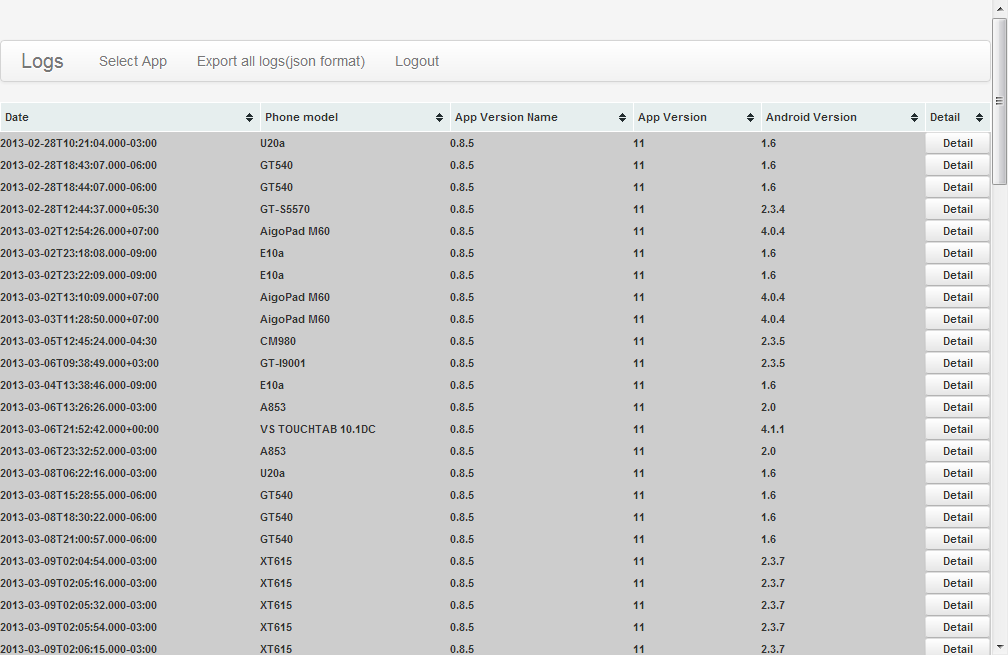 Logs Select App Export all logs(json format) Logout
Date Phone model App Version Name App Version Android Version Detail
2013-02-28T10:21:04.000-03:00 U20a 0.8.5 11 1.6 Detail
2013-02-28T18:43:07.000-06:00 GT540 0.8.5 11 1.6 Detail
2013-02-28T18:44:07.000-06:00 GT540 0.8.5 11 1.6 Detail
2013-02-28T12:44:37.000+05:30 GT-S5570 0.8.5 11 2.3.4 Detail
2013-03-02T12:54:26.000+07:00 AigoPad M60 0.8.5 11 4.0.4 Detail
2013-03-02T23:18:08.000-09:00 E10a 0.8.5 11 1.6 Detail
2013-03-02T23:22:09.000-09:00 E10a 0.8.5 11 1.6 Detail
2013-03-02T13:10:09.000+07:00 AigoPad M60 0.8.5 11 4.0.4 Detail
2013-03-03T11:28:50.000+07:00 AigoPad M60 0.8.5 11 4.0.4 Detail
2013-03-05T12:45:24.000-04:30 CM980 0.8.5 11 2.3.5 Detail
2013-03-06T09:38:49.000+03:00 GT-I9001 0.8.5 11 2.3.5 Detail
2013-03-04T13:38:46.000-09:00 E10a 0.8.5 11 1.6 Detail
2013-03-06T13:26:26.000-03:00 A853 0.8.5 11 2.0 Detail
2013-03-06T21:52:42.000+00:00 VS TOUCHTAB 10.1DC 0.8.5 11 4.1.1 Detail
2013-03-06T23:32:52.000-03:00 A853 0.8.5 11 2.0 Detail
2013-03-08T06:22:16.000-03:00 U20a 0.8.5 11 1.6 Detail
2013-03-08T15:28:55.000-06:00 GT540 0.8.5 11 1.6 Detail
2013-03-08T18:30:22.000-06:00 GT540 0.8.5 11 1.6 Detail
2013-03-08T21:00:57.000-06:00 GT540 0.8.5 11 1.6 Detail
2013-03-09T02:04:54.000-03:00 XT615 0.8.5 11 2.3.7 Detail
2013-03-09T02:05:16.000-03:00 XT615 0.8.5 11 2.3.7 Detail
2013-03-09T02:05:32.000-03:00 XT615 0.8.5 11 2.3.7 Detail
2013-03-09T02:05:54.000-03:00 XT615 0.8.5 11 2.3.7 Detail
2013-03-09T02:06:15.000-03:00 XT615 0.8.5 11 2.3.7 Detail